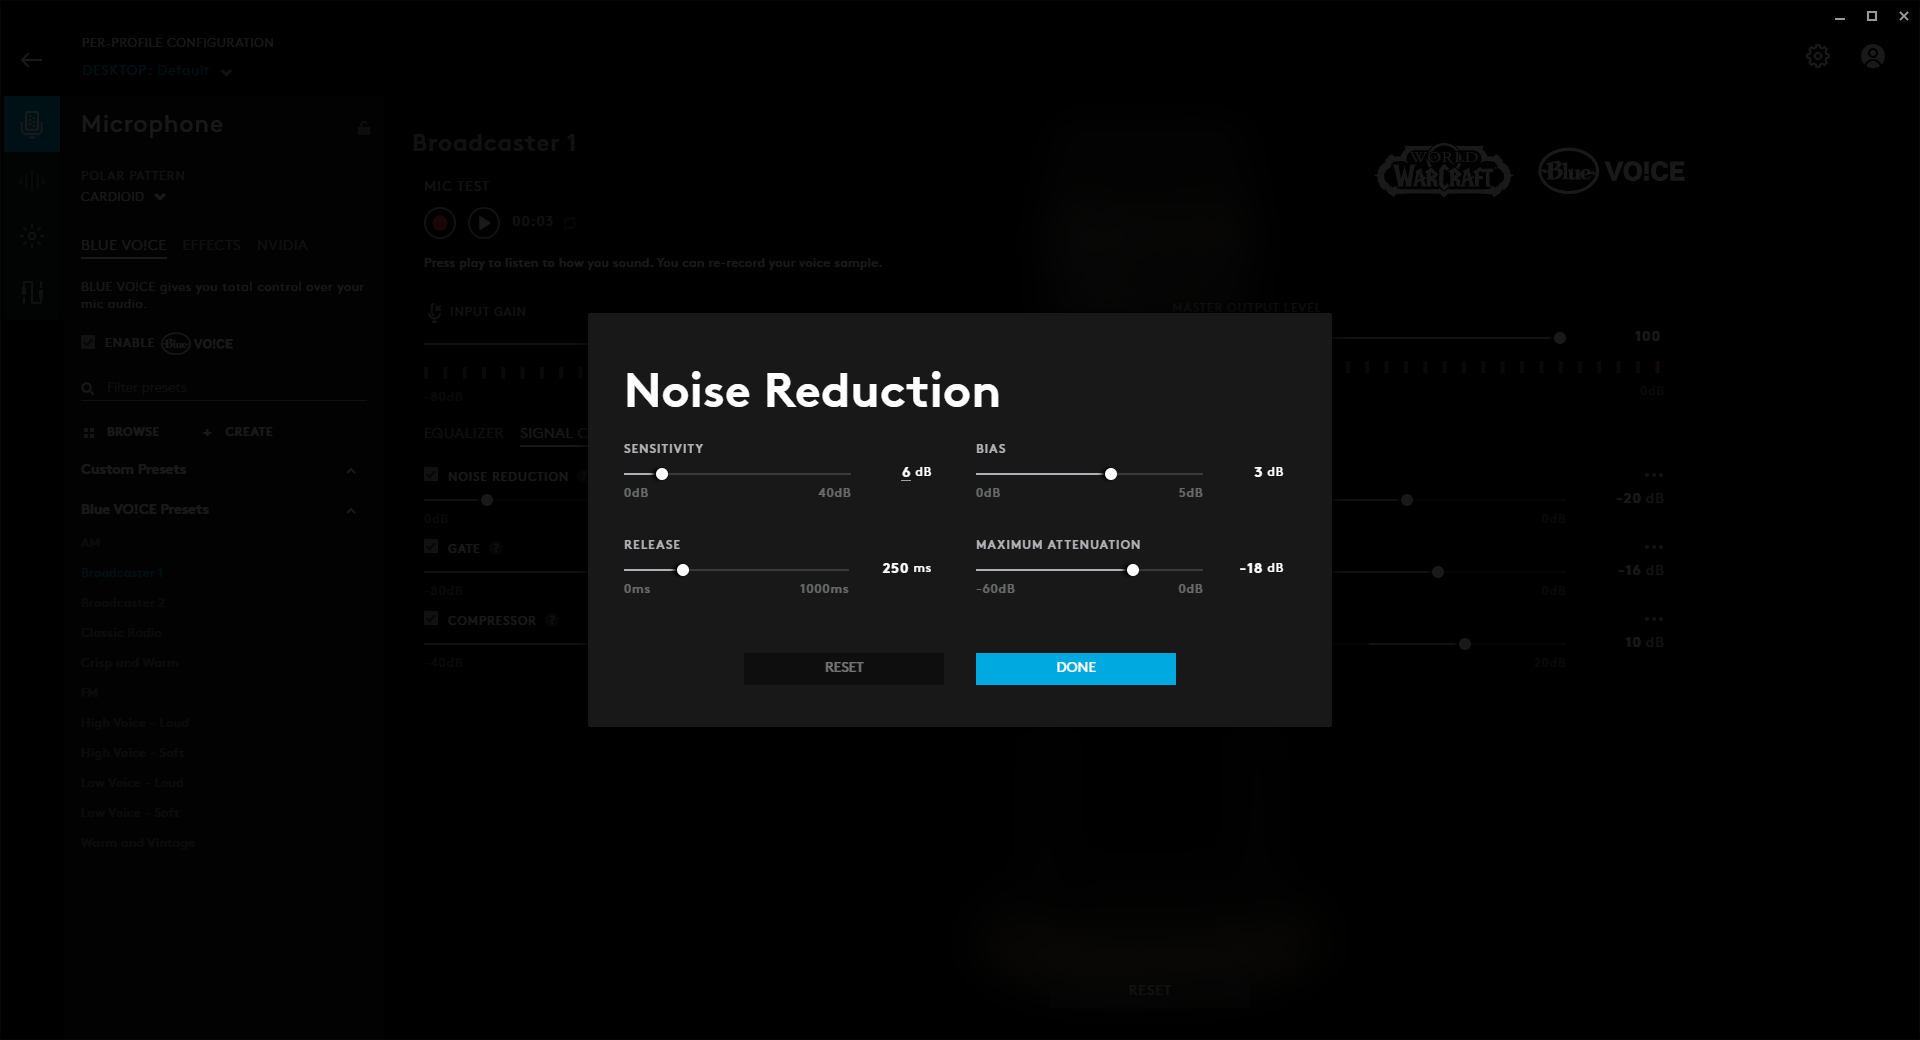 PER-PROFILE CONFIGURATION
DESKTOP: Default
Microphone
POLAR PATTERN
CARDIOID
BLUE VO!CE EFFECTS NVIDIA
BLUE VO!CE gives you total control over your
mic audio.
ENABLE Blue VO!CE
Filter presets
BROWSE + CREATE
Custom Presets
Blue VO!CE Presets
AM
Broadcaster 1
Broadcaster 2
Classic Radio
Crisp and Warm
FM
High Voice - Loud
High Voice - Soft
Low Voice - Loud
Low Voice - Soft
Warm and Vintage
Broadcaster 1
WORLD
WARCRAFT
Blue VO!CE
MIC TEST
00:03
Press play to listen to how you sound. You can re-record your voice sample.
INPUT GAIN
MASTER OUTPUT LEVEL
100
-80dB
0dB
EQUALIZER SIGNAL C
NOISE REDUCTION ?
-20 dB
0dB
0dB
GATE ?
-16 dB
-80dB
0dB
COMPRESSOR ?
10 dB
-40dB
20dB
Noise Reduction
SENSITIVITY
6 dB
0dB 40dB
BIAS
3 dB
0dB 5dB
RELEASE
250 ms
0ms 1000ms
MAXIMUM ATTENUATION
-18 dB
-60dB 0dB
RESET
DONE
RESET